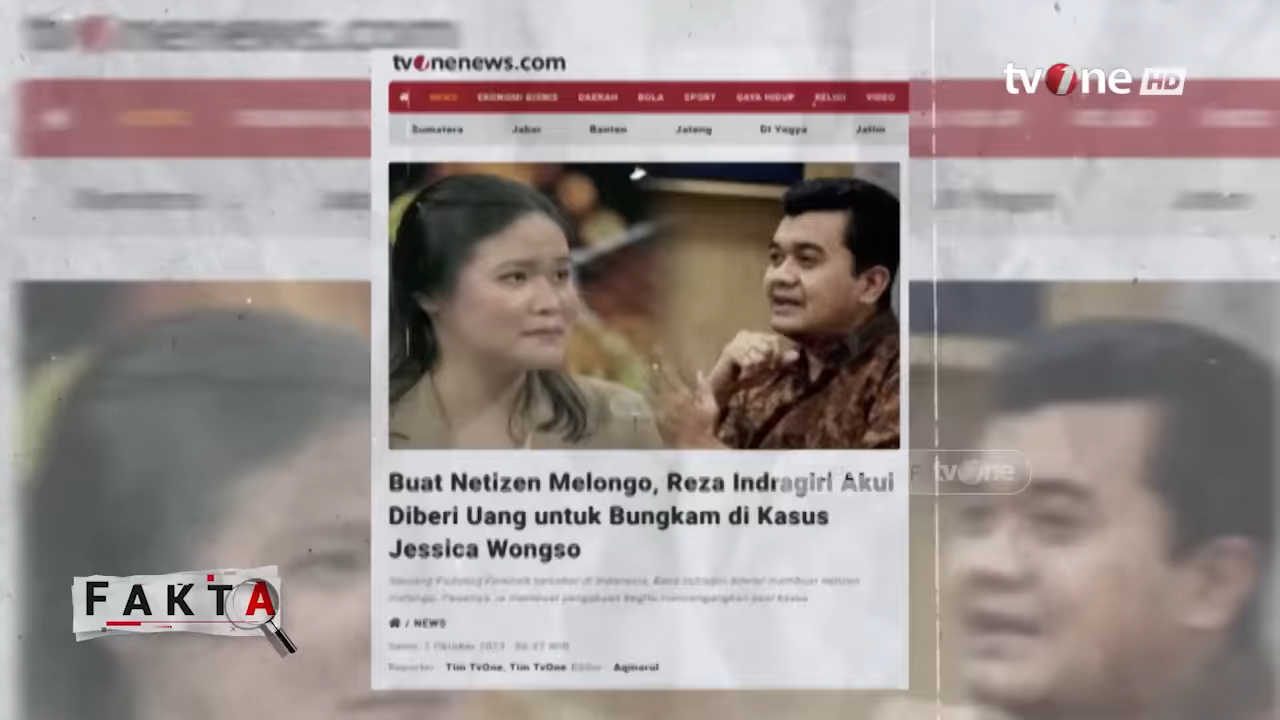 tvonenews.com
tvOne HD
NEWS EKONOMI BISNIS DAERAH BOLA SPORT GAYA HIDUP RELIGI VIDEO
Sumatera Jabar Banten Jateng DI Yogya Jatim
Buat Netizen Melongo, Reza Indragiri Akui
Diberi Uang untuk Bungkam di Kasus
Jessica Wongso
tvOne
FAKTA
/ NEWS
Tim TvOne, Tim TvOne Aqmarul